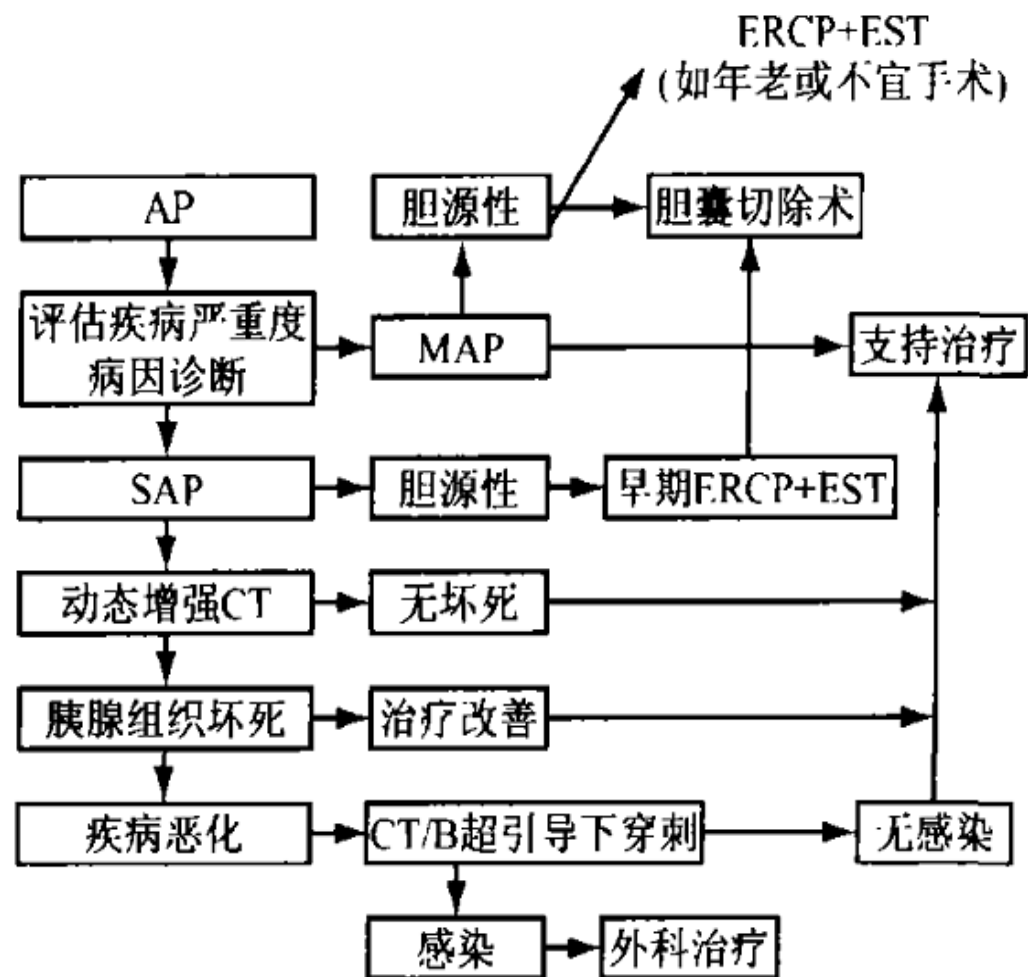 ERCP+EST
(如年老或不宜手术)
AP
胆源性
胆囊切除术
评估疾病严重度
病因诊断
MAP
支持治疗
SAP
胆源性
早期ERCP+EST
动态增强CT
无坏死
胰腺组织坏死
治疗改善
疾病恶化
CT/B超引导下穿刺
无感染
感染
外科治疗